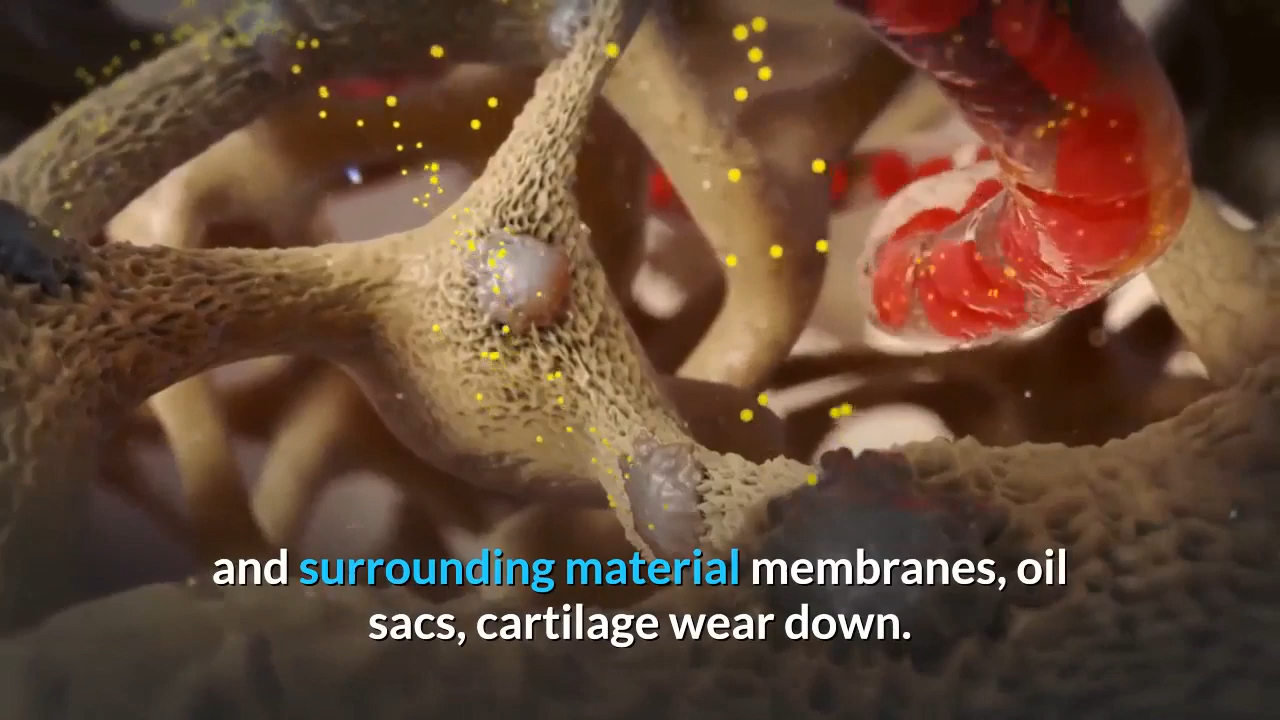 and surrounding material membranes, oil
sacs, cartilage wear down.